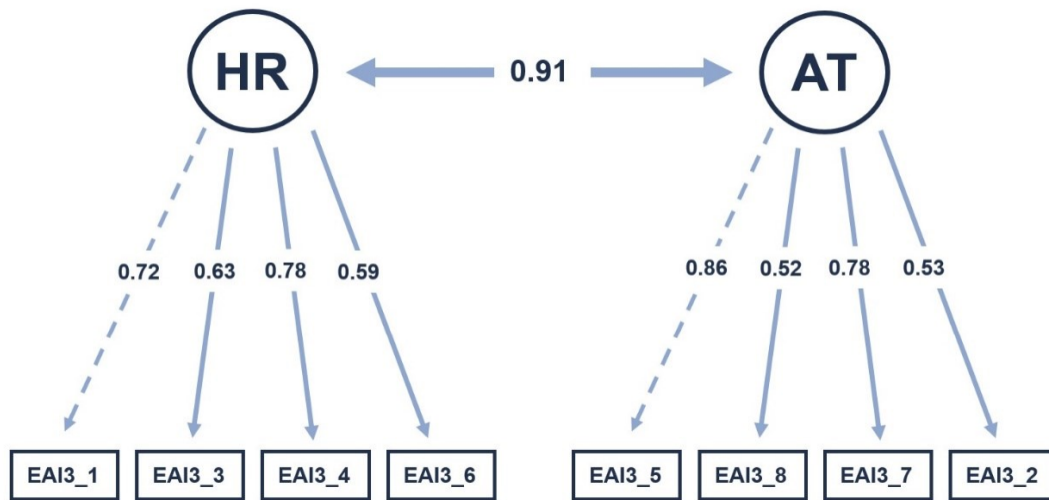 HR
0.91
AT
0.72 0.63 0.78 0.59
0.86 0.52 0.78 0.53
EAI3_1 EAI3_3 EAI3_4 EAI3_6
EAI3_5 EAI3_8 EAI3_7 EAI3_2